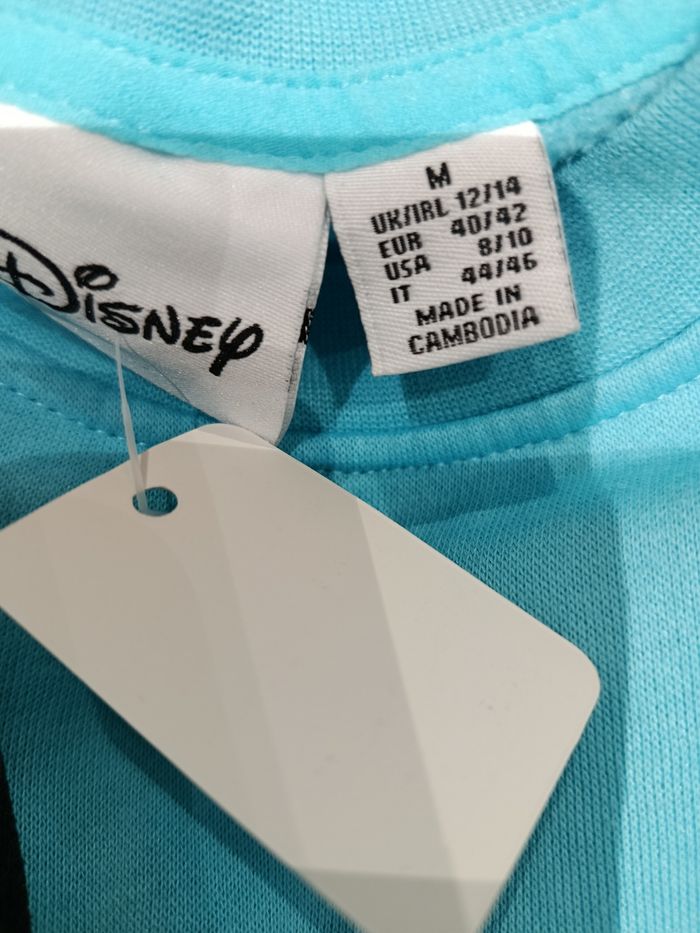 Disney
M
UK/IRL 12/14
EUR 40/42
USA 8/10
IT 44/46
MADE IN
CAMBODIA